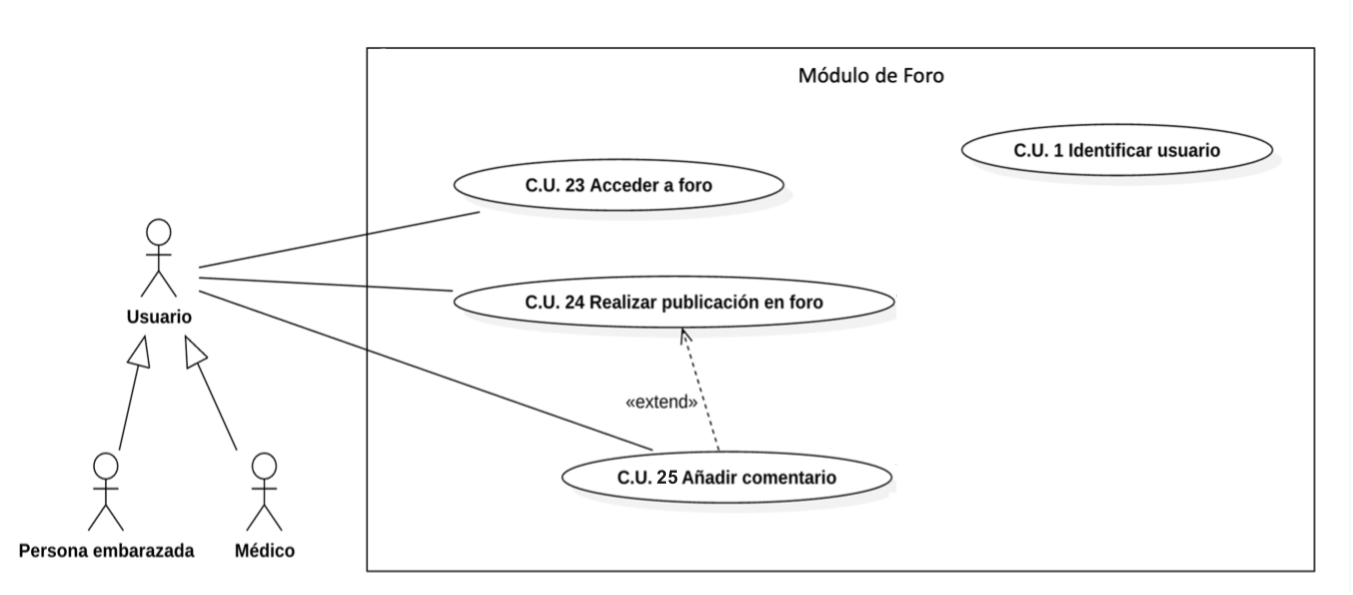 Módulo de Foro
C.U. 1 Identificar usuario
C.U. 23 Acceder a foro
C.U. 24 Realizar publicación en foro
Usuario
«extend»
C.U. 25 Añadir comentario
Persona embarazada
Médico